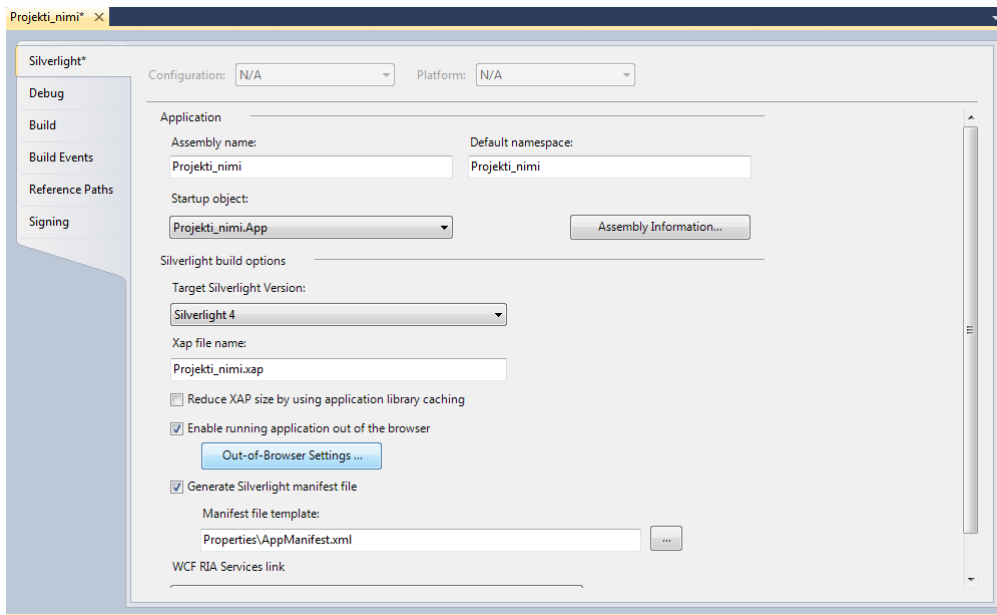 Projekti_nimi*
Silverlight*
Debug
Build
Build Events
Reference Paths
Signing
Configuration: N/A Platform: N/A
Application
Assembly name: Default namespace:
Projekti_nimi Projekti_nimi
Startup object:
Projekti_nimi.App Assembly Information...
Silverlight build options
Target Silverlight Version:
Silverlight 4
Xap file name:
Projekti_nimi.xap
Reduce XAP size by using application library caching
Enable running application out of the browser
Out-of-Browser Settings ...
Generate Silverlight manifest file
Manifest file template:
Properties\AppManifest.xml ...
WCF RIA Services link